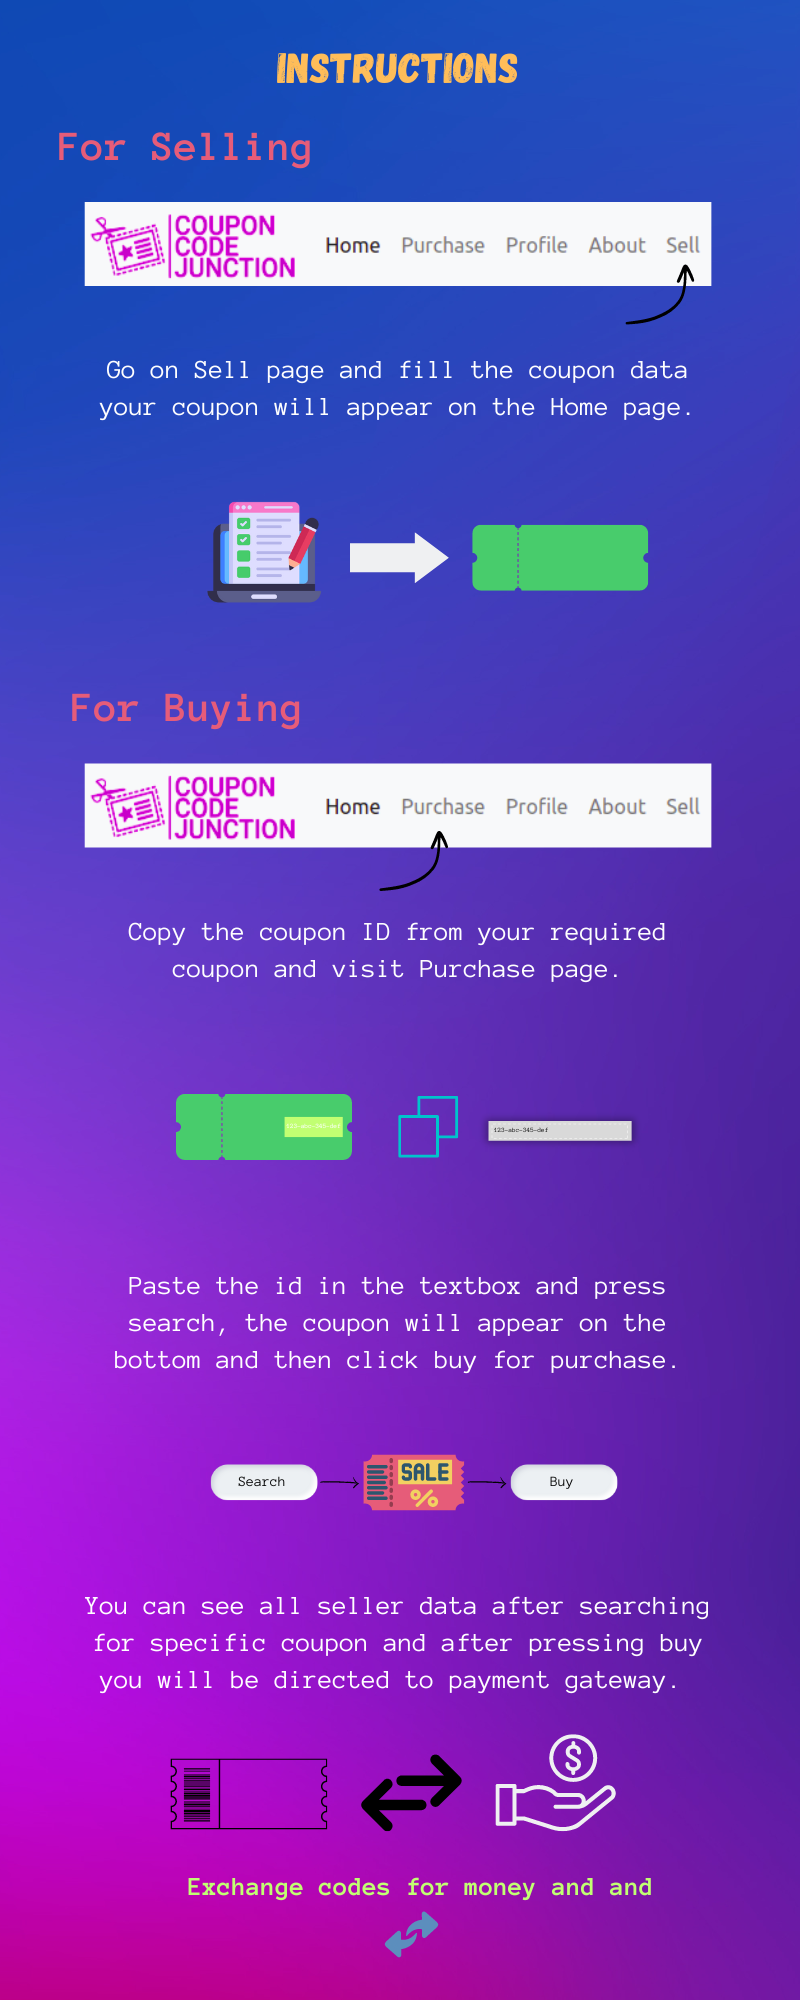 INSTRUCTIONS
For Selling
COUPON
CODE
JUNCTION
Home Purchase Profile About Sell
Go on Sell page and fill the coupon data
your coupon will appear on the Home page.
For Buying
COUPON
CODE
JUNCTION
Home Purchase Profile About Sell
Copy the coupon ID from your required
coupon and visit Purchase page.
123-abc-345-def
123-abc-345-def
Paste the id in the textbox and press
search, the coupon will appear on the
bottom and then click buy for purchase.
Search
SALE
%
Buy
You can see all seller data after searching
for specific coupon and after pressing buy
you will be directed to payment gateway.
$
Exchange codes for money and and